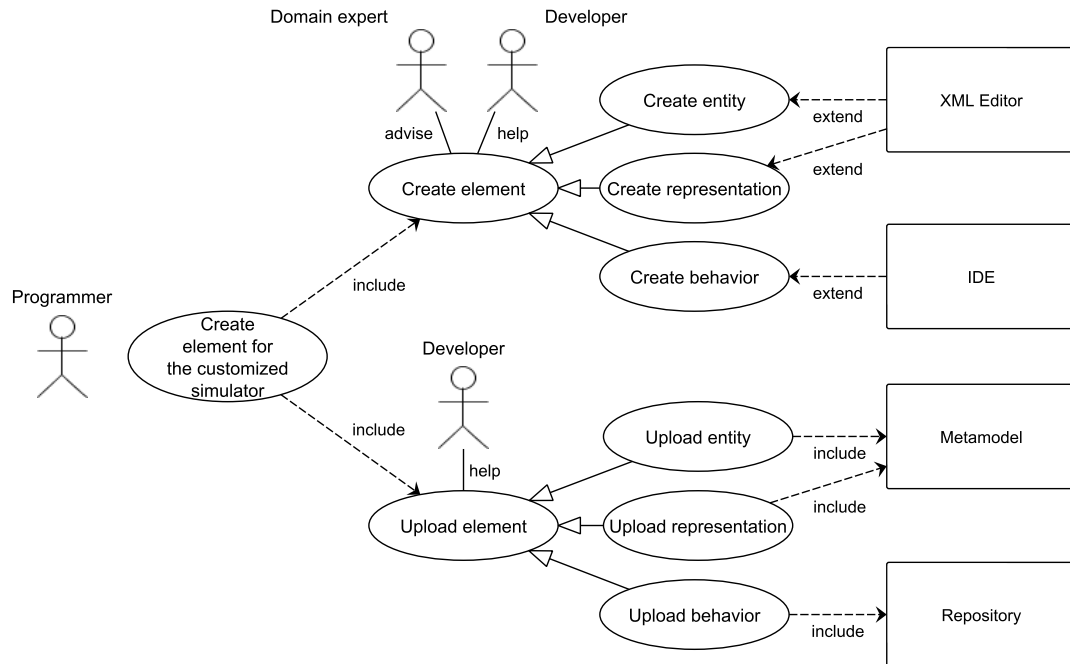 Domain expert
Developer
advise
help
Create entity
XML Editor
extend
Create element
Create representation
extend
Create behavior
IDE
extend
include
Programmer
Create
element for
the customized
simulator
Developer
include
help
Upload entity
Metamodel
include
Upload element
Upload representation
include
Upload behavior
Repository
include